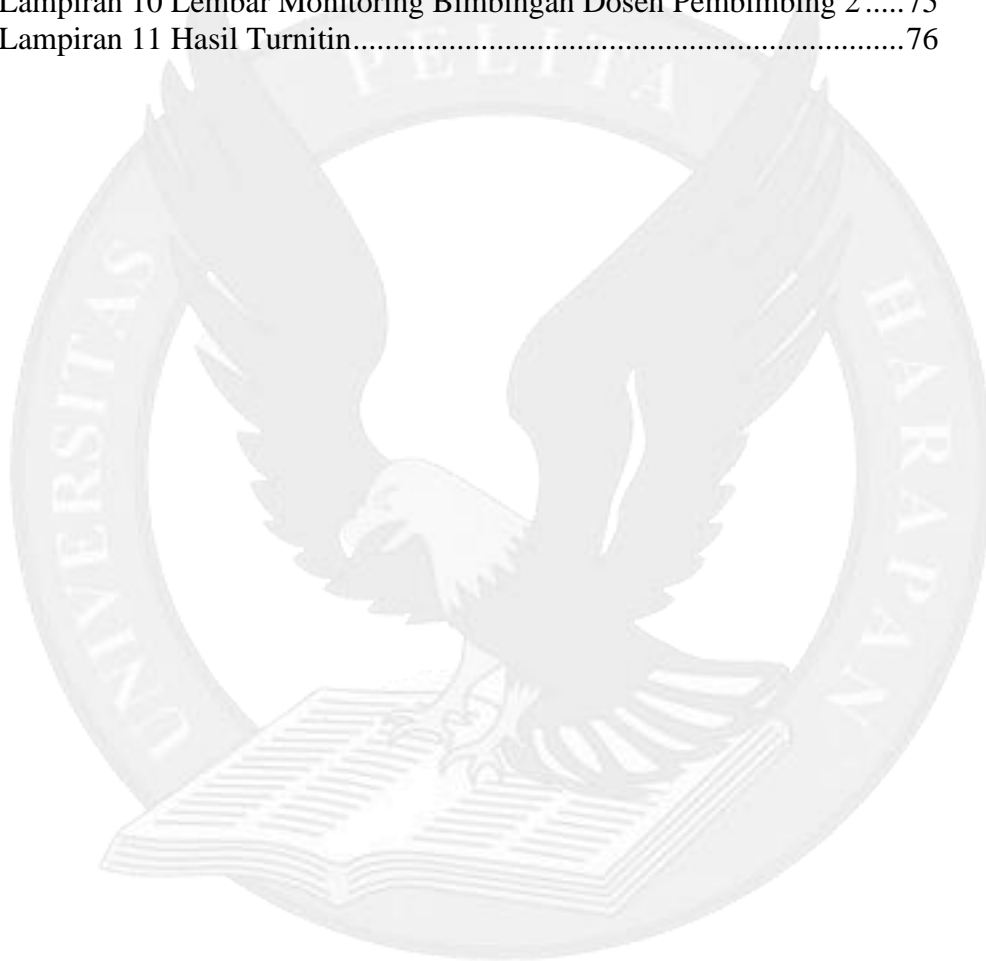 Lampiran 10 Lembar Monitoring Bimbingan Dosen Pembimbing 2.....75
Lampiran 11 Hasil Turnitin....................................................................76
UNIVERSITAS PELITA HARAPAN